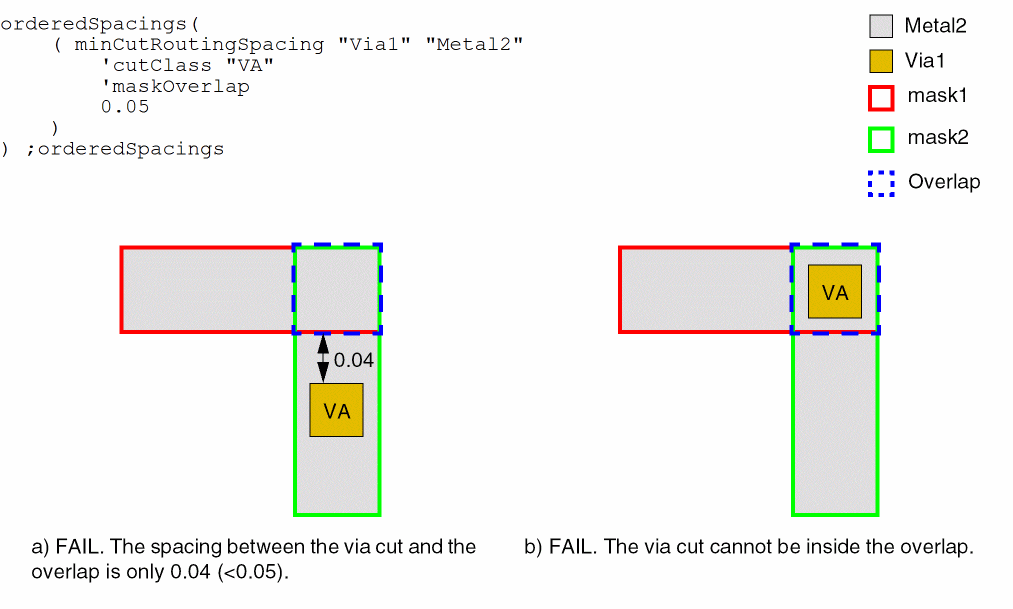 orderedSpacings(
( minCutRoutingSpacing "Via1" "Metal2"
'cutClass "VA"
'maskOverlap
0.05
)
) ;orderedSpacings
Metal2
Via1
mask1
mask2
Overlap
0.04
VA
VA
a) FAIL. The spacing between the via cut and the
overlap is only 0.04 (<0.05).
b) FAIL. The via cut cannot be inside the overlap.